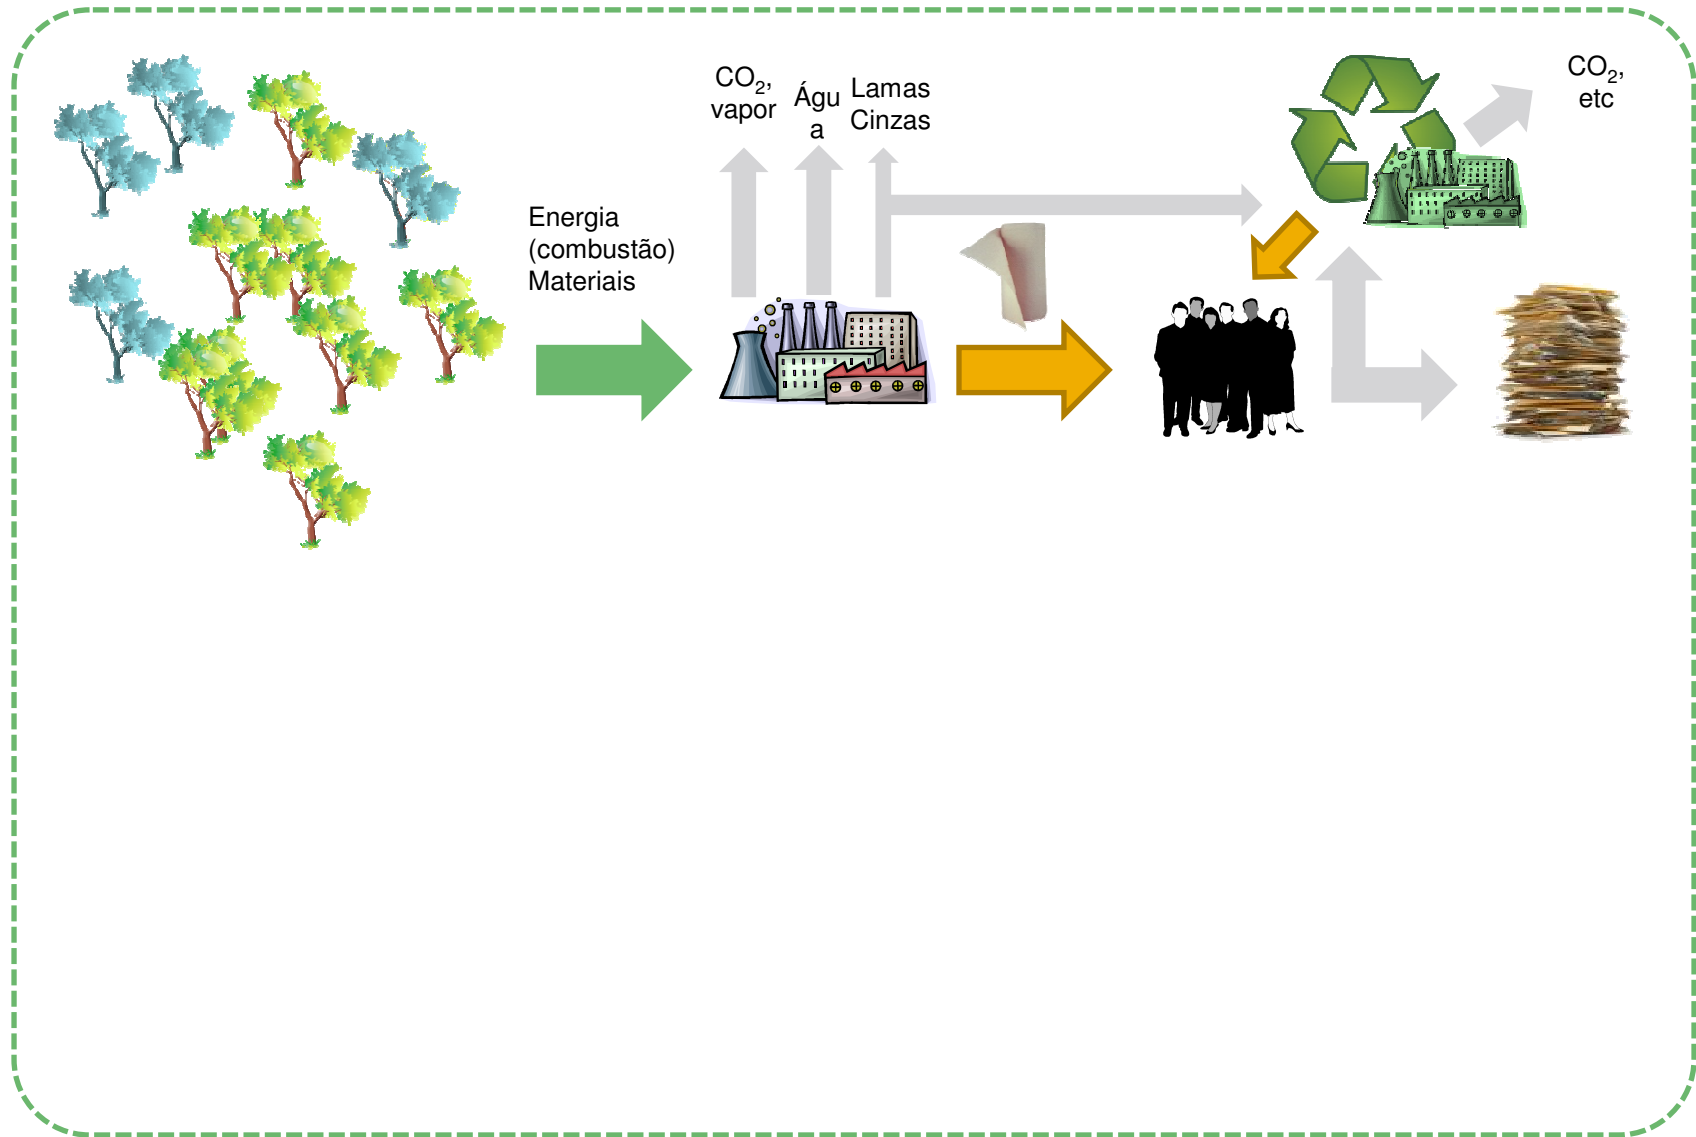 CO₂,
vapor
Águ
a
Lamas
Cinzas
CO₂,
etc
Energia
(combustão)
Materiais